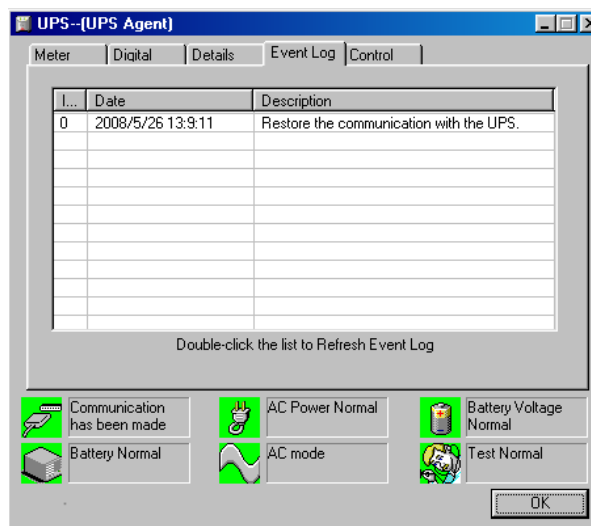 UPS--(UPS Agent)
Meter Digital Details Event Log Control
I... Date Description
0 2008/5/26 13:9:11 Restore the communication with the UPS.
Double-click the list to Refresh Event Log
Communication has been made
AC Power Normal
Battery Voltage Normal
Battery Normal
AC mode
Test Normal
OK